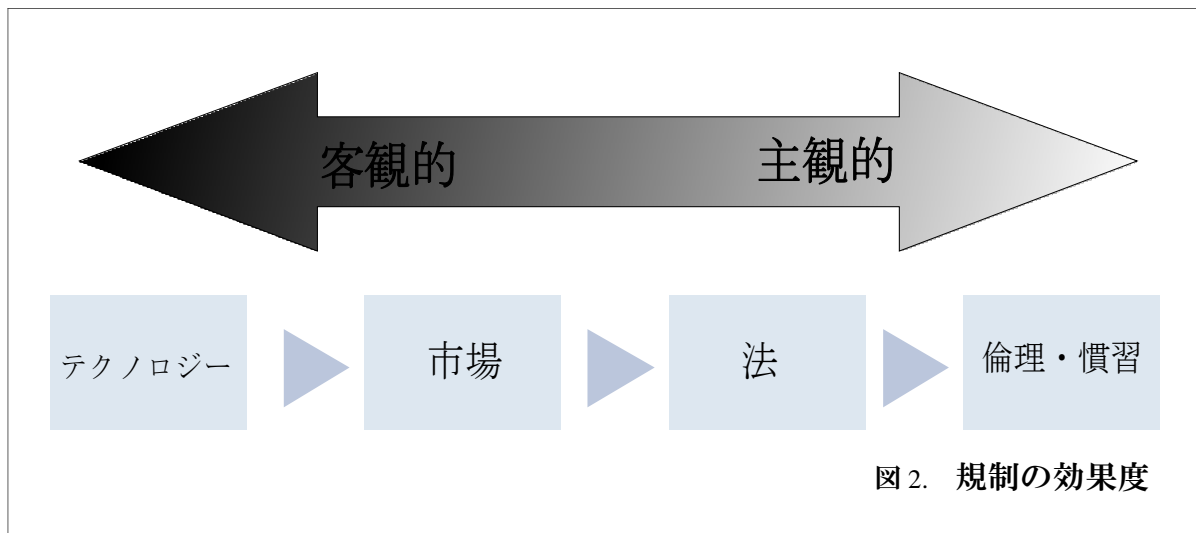 客観的 主観的
テクノロジー 市場 法 倫理・慣習
図 2. 規制の効果度